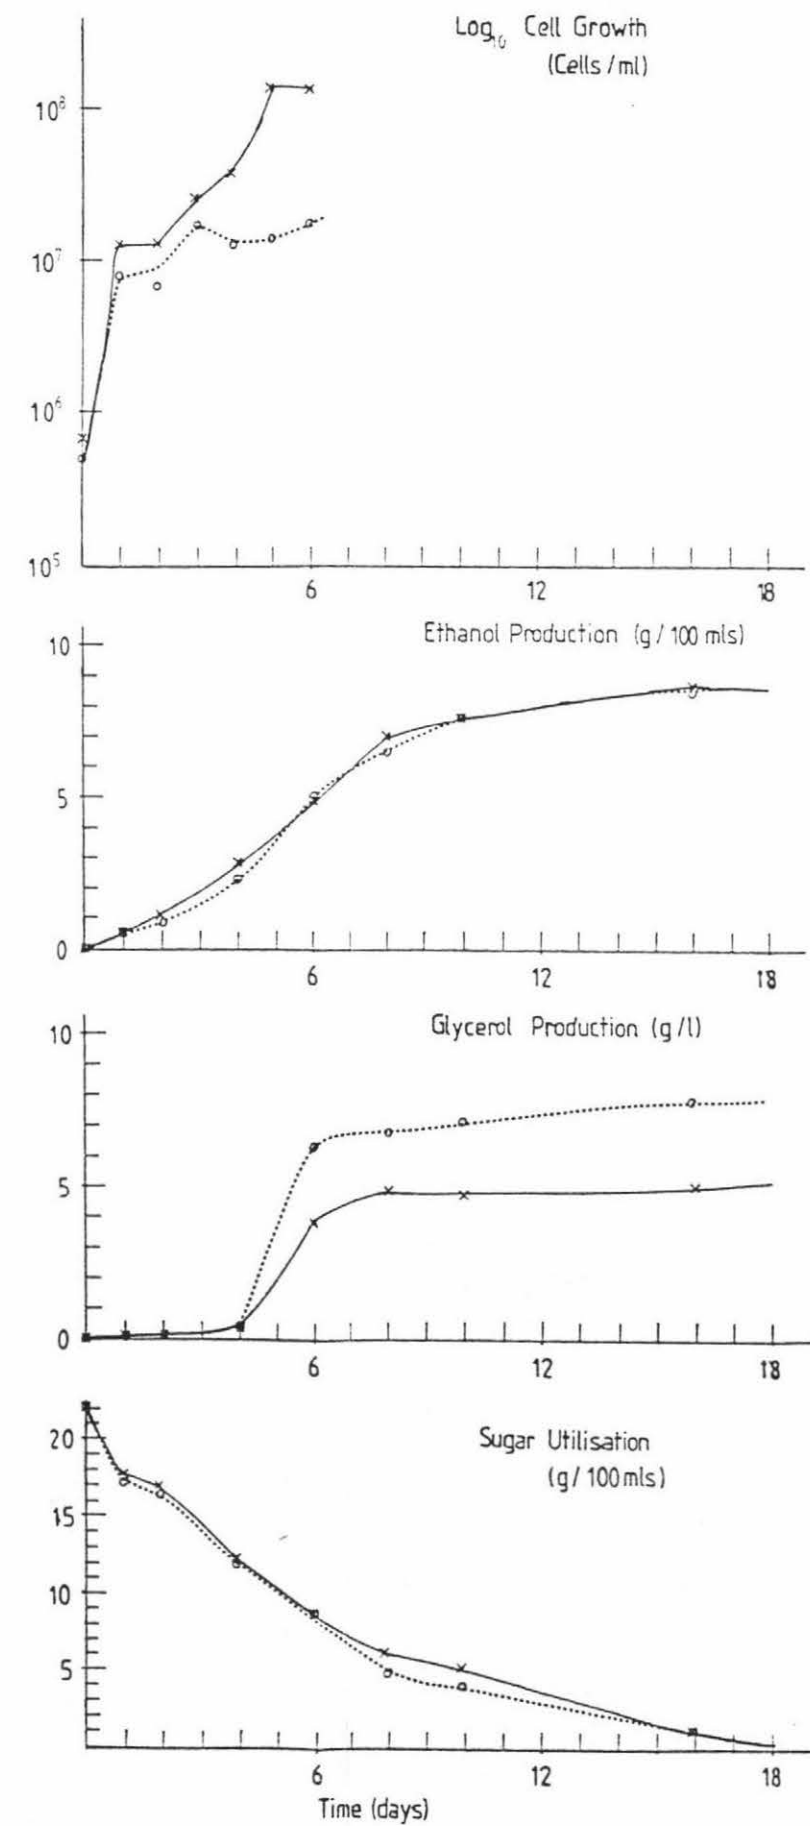 Log₁₀ Cell Growth
(Cells/ml)
10⁸
10⁷
10⁶
10⁵
6 12 18
Ethanol Production (g/100 mls)
10
5
0
6 12 18
Glycerol Production (g/l)
10
5
0
6 12 18
Sugar Utilisation
(g/100mls)
20
15
10
5
6 12 18
Time (days)